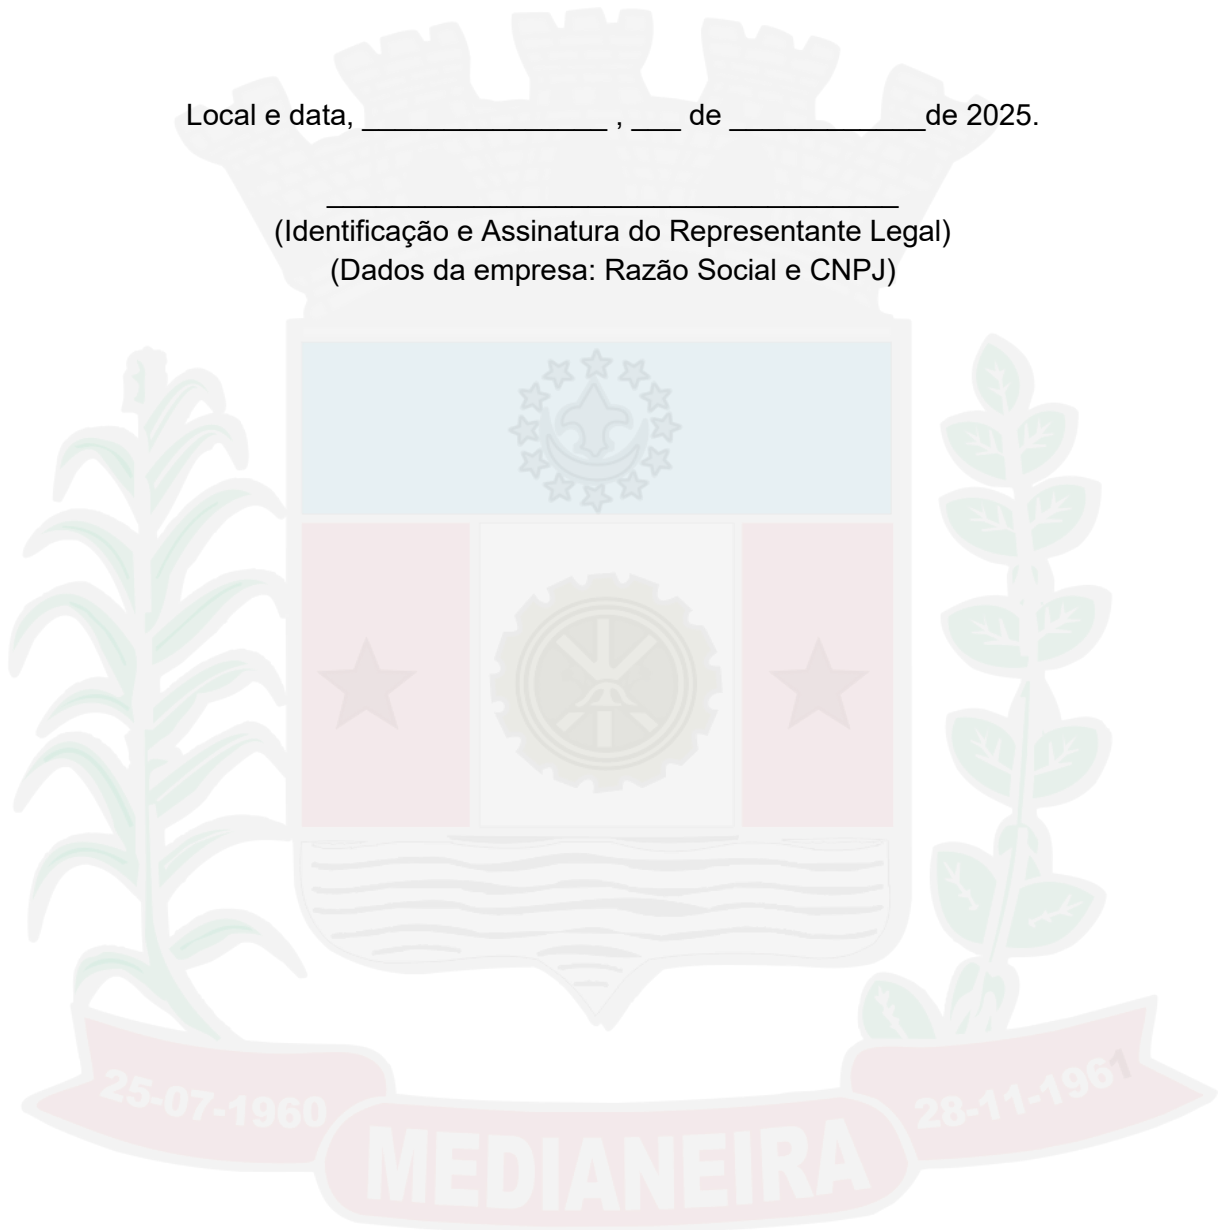 Local e data, _______________ , ___ de ____________de 2025.
___________________________________
(Identificação e Assinatura do Representante Legal)
(Dados da empresa: Razão Social e CNPJ)
25-07-1960
28-11-1961
MEDIANEIRA